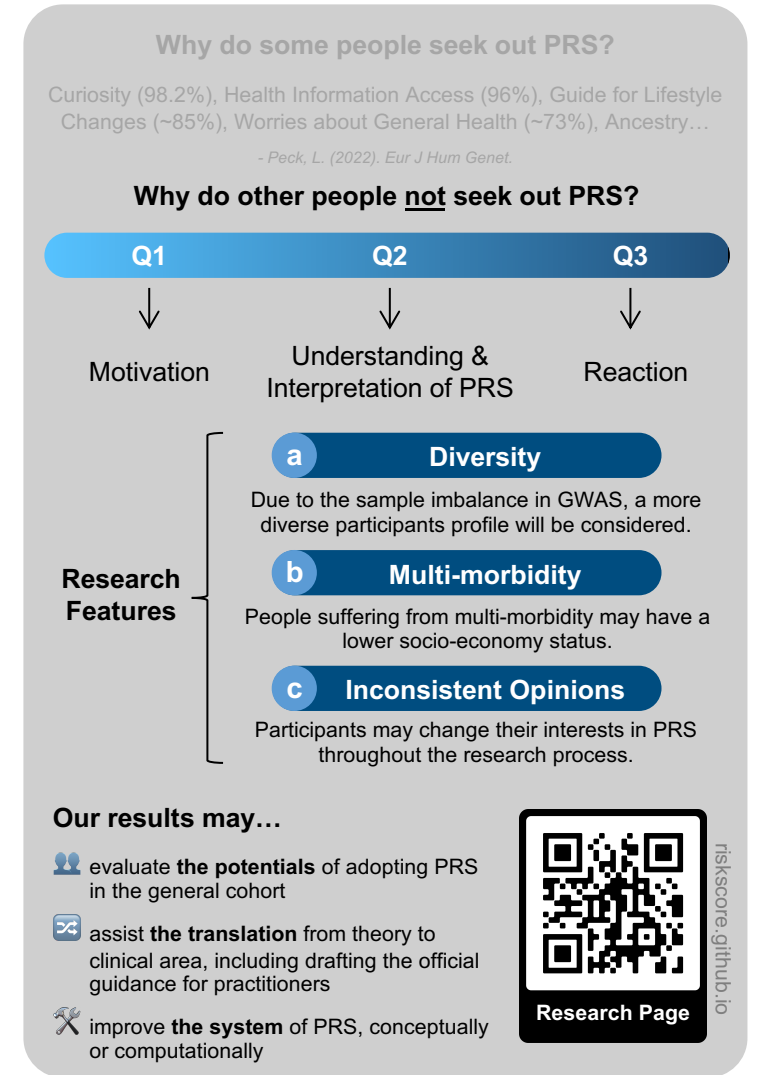 Why do some people seek out PRS?
Curiosity (98.2%), Health Information Access (96%), Guide for Lifestyle
Changes (~85%), Worries about General Health (~73%), Ancestry…
- Peck, L. (2022). Eur J Hum Genet.
Why do other people not seek out PRS?
Q1
Q2
Q3
Motivation
Understanding &
Interpretation of PRS
Reaction
Research
Features
a
Diversity
Due to the sample imbalance in GWAS, a more
diverse participants profile will be considered.
b
Multi-morbidity
People suffering from multi-morbidity may have a
lower socio-economy status.
c
Inconsistent Opinions
Participants may change their interests in PRS
throughout the research process.
Our results may…
evaluate the potentials of adopting PRS
in the general cohort
assist the translation from theory to
clinical area, including drafting the official
guidance for practitioners
improve the system of PRS, conceptually
or computationally
Research Page
riskscore.github.io